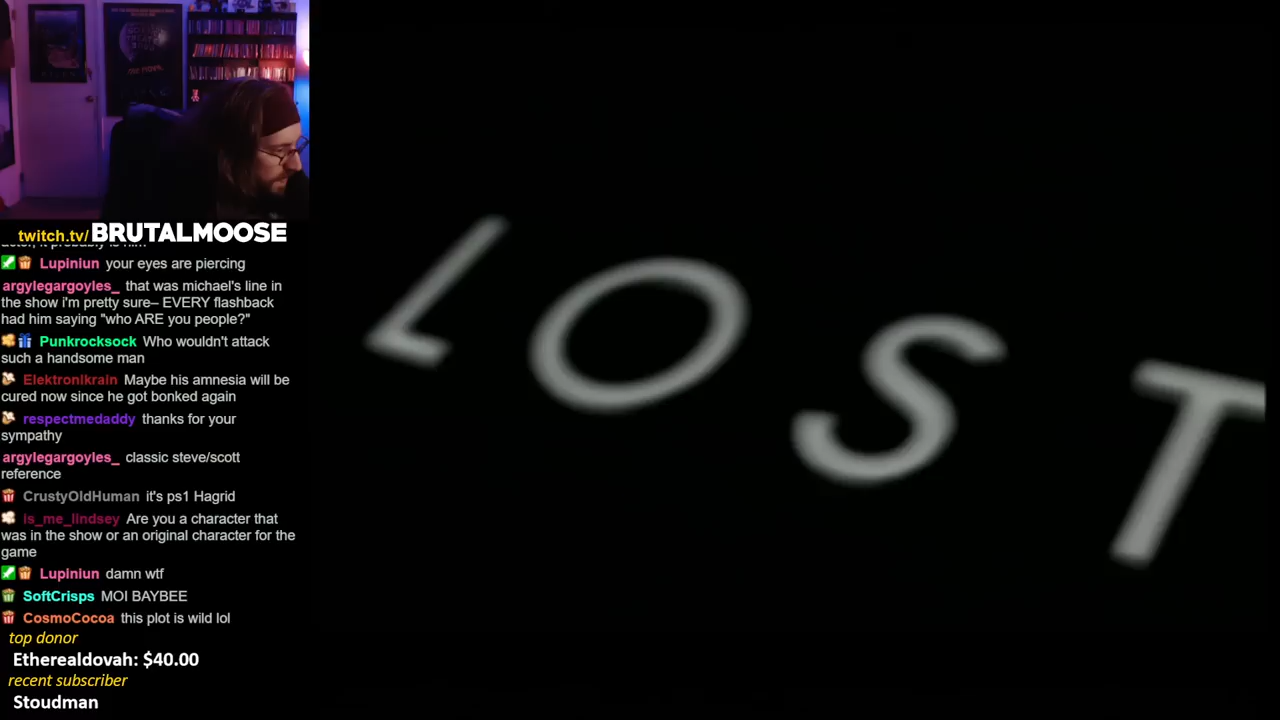 twitch.tv/BRUTALMOOSE
Lupiniun your eyes are piercing
argylegargoyles_ that was michael's line in
the show i'm pretty sure– EVERY flashback
had him saying "who ARE you people?"
Punkrocksock Who wouldn't attack
such a handsome man
Elektronikrain Maybe his amnesia will be
cured now since he got bonked again
respectmedaddy thanks for your
sympathy
argylegargoyles_ classic steve/scott
reference
CrustyOldHuman it's ps1 Hagrid
is_me_lindsey Are you a character that
was in the show or an original character for the
game
Lupiniun damn wtf
SoftCrisps MOI BAYBEE
CosmoCocoa this plot is wild lol
top donor
Etherealdovah: $40.00
recent subscriber
Stoudman
LOST